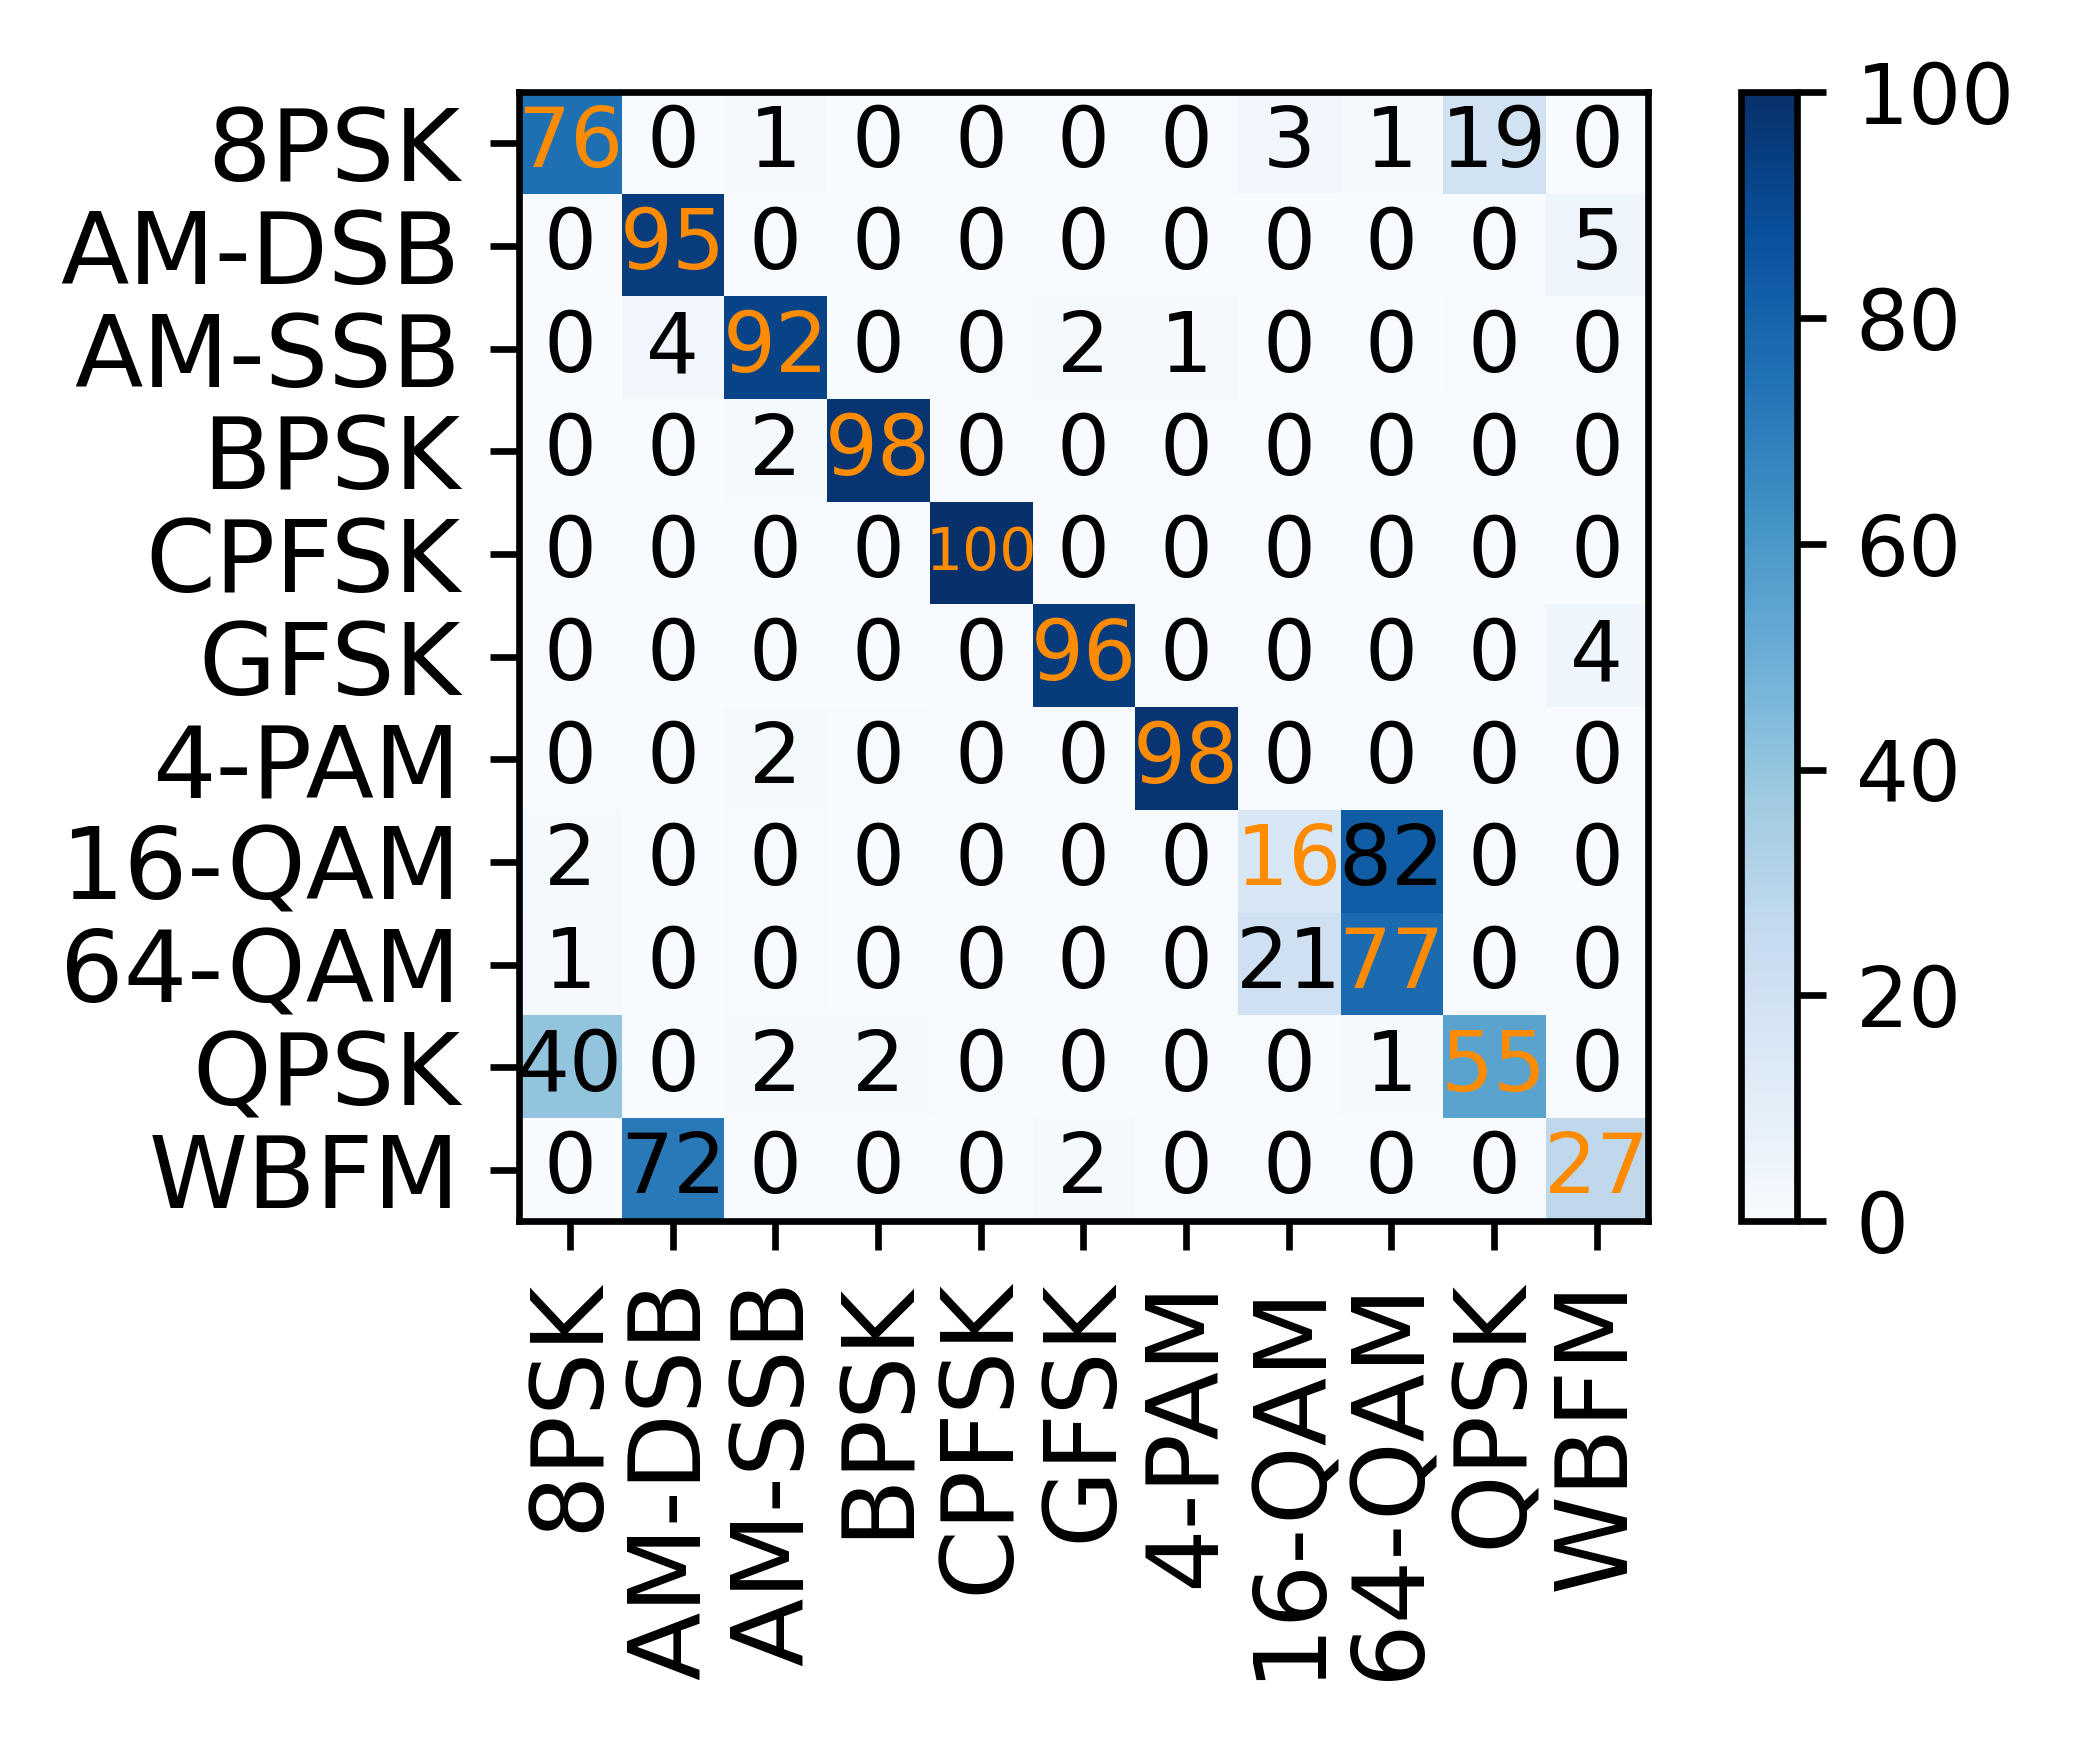 8PSK 76 0 1 0 0 0 0 3 1 19 0
AM-DSB 0 95 0 0 0 0 0 0 0 0 5
AM-SSB 0 4 92 0 0 2 1 0 0 0 0
BPSK 0 0 2 98 0 0 0 0 0 0 0
CPFSK 0 0 0 0 100 0 0 0 0 0 0
GFSK 0 0 0 0 0 96 0 0 0 0 4
4-PAM 0 0 2 0 0 0 98 0 0 0 0
16-QAM 2 0 0 0 0 0 0 16 82 0 0
64-QAM 1 0 0 0 0 0 0 21 77 0 0
QPSK 40 0 2 2 0 0 0 0 1 55 0
WBFM 0 72 0 0 0 2 0 0 0 0 27
8PSK
AM-DSB
AM-SSB
BPSK
CPFSK
GFSK
4-PAM
16-QAM
64-QAM
QPSK
WBFM
100
80
60
40
20
0